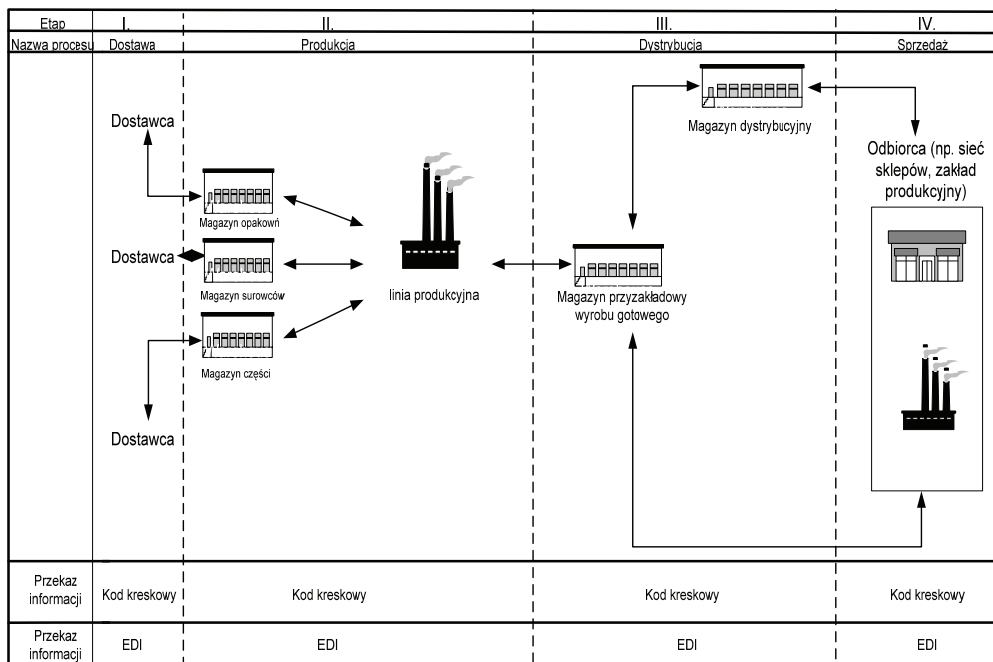 Etap I. II. III. IV.
Nazwa procesu Dostawa Produkcja Dystrybucja Sprzedaż
Dostawca
Magazyn opakowń
Dostawca
Magazyn surowców
Magazyn części
Dostawca
linia produkcyjna
Magazyn dystrybucyjny
Magazyn przyzakładowy
wyrobu gotowego
Odbiorca (np. sieć
sklepów, zakład
produkcyjny)
Przekaz
informacji Kod kreskowy Kod kreskowy Kod kreskowy Kod kreskowy
Przekaz
informacji EDI EDI EDI EDI